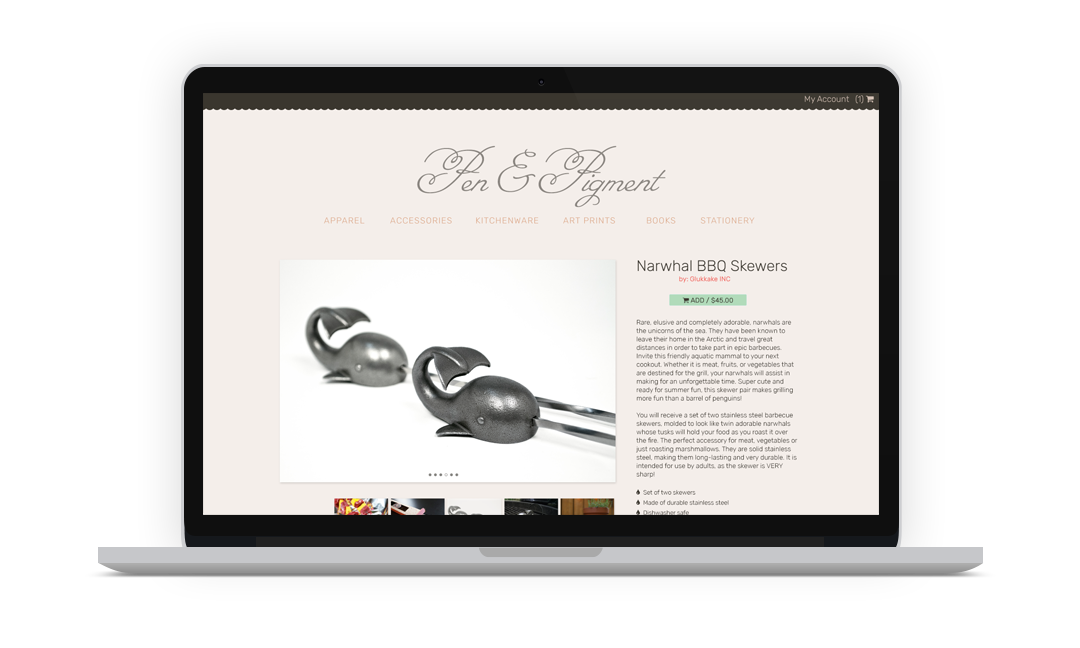 My Account (1)
Pen & Pigment
APPAREL ACCESSORIES KITCHENWARE ART PRINTS BOOKS STATIONERY
Narwhal BBQ Skewers
by: Glukkake INC
ADD / $45.00
Rare, elusive and completely adorable, narwhals are
the unicorns of the sea. They have been known to
leave their home in the Arctic and travel great
distances in order to take part in epic barbecues.
Invite this friendly aquatic mammal to your next
cookout. Whether it is meat, fruits, or vegetables that
are destined for the grill, your narwhals will assist in
making for an unforgettable time. Super cute and
ready for summer fun, this skewer pair makes grilling
more fun than a barrel of penguins!
You will receive a set of two stainless steel barbecue
skewers, molded to look like twin adorable narwhals
whose tusks will hold your food as you roast it over
the fire. The perfect accessory for meat, vegetables or
just roasting marshmallows. They are solid stainless
steel, making them long-lasting and very durable. It is
intended for use by adults, as the skewer is VERY
sharp!
Set of two skewers
Made of durable stainless steel
Dishwasher safe